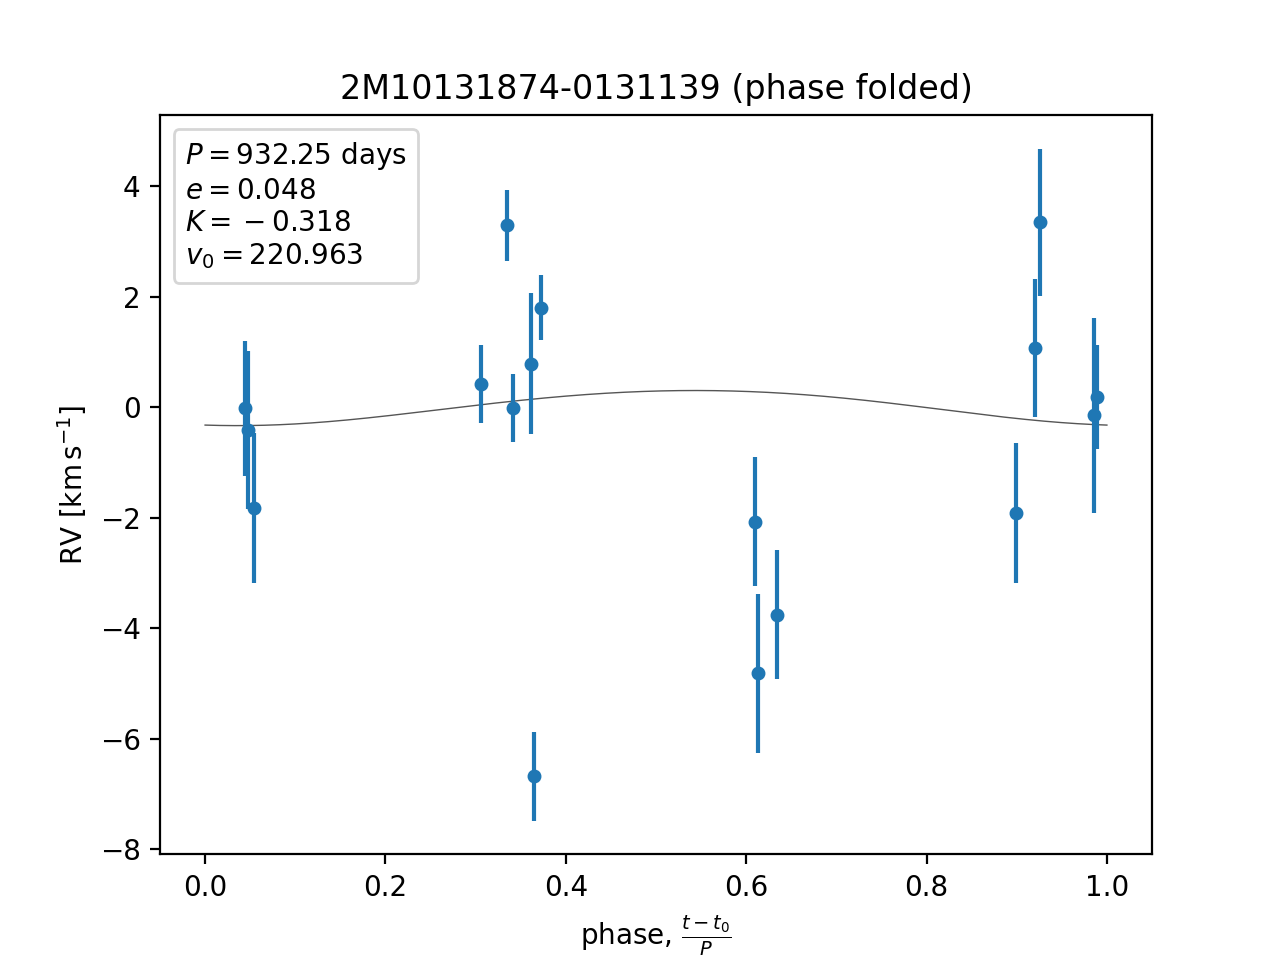 2M10131874-0131139 (phase folded)
P = 932.25 days
e = 0.048
K = −0.318
v₀ = 220.963
4
2
0
−2
−4
−6
−8
RV [km s⁻¹]
0.0 0.2 0.4 0.6 0.8 1.0
phase, (t − t₀)/P